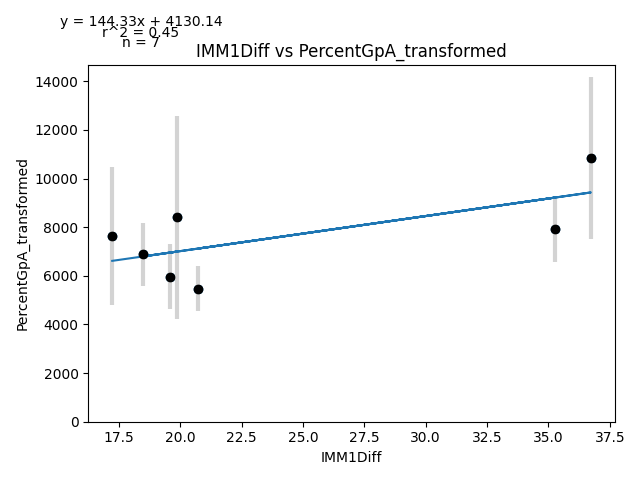 y = 144.33x + 4130.14
r^2 = 0.45
n = 7
IMM1Diff vs PercentGpA_transformed
14000
12000
10000
8000
6000
4000
2000
0
PercentGpA_transformed
17.5 20.0 22.5 25.0 27.5 30.0 32.5 35.0 37.5
IMM1Diff